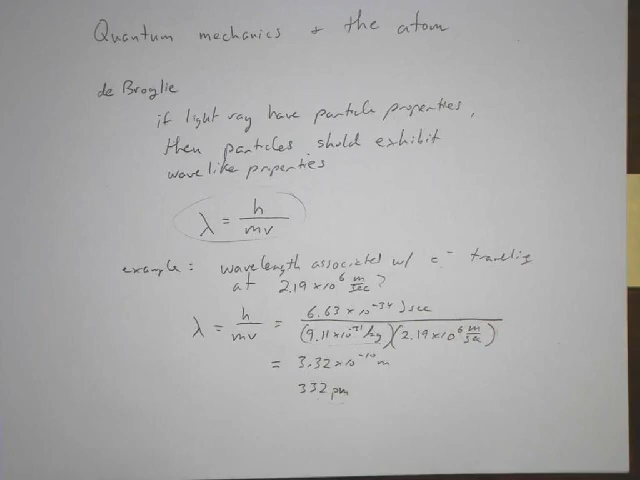 Quantum mechanics + the atom
de Broglie
if light ray have particle properties,
then particles should exhibit
wave like properties
λ = h/mv
example: wavelength associated w/ e⁻ traveling
at 2.19 × 10⁶ m/sec ?
λ = h/mv = 6.63 × 10⁻³⁴ J sec / (9.11 × 10⁻³¹ kg)(2.19 × 10⁶ m/sec)
= 3.32 × 10⁻¹⁰ m
332 pm